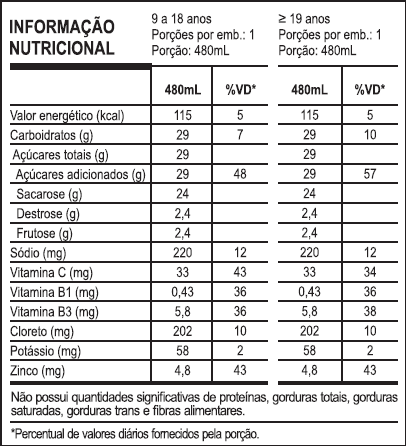 INFORMAÇÃO NUTRICIONAL
9 a 18 anos
Porções por emb.: 1
Porção: 480mL
≥ 19 anos
Porções por emb.: 1
Porção: 480mL
480mL %VD* 480mL %VD*
Valor energético (kcal) 115 5 115 5
Carboidratos (g) 29 7 29 10
Açúcares totais (g) 29 29
Açúcares adicionados (g) 29 48 29 57
Sacarose (g) 24 24
Destrose (g) 2,4 2,4
Frutose (g) 2,4 2,4
Sódio (mg) 220 12 220 12
Vitamina C (mg) 33 43 33 34
Vitamina B1 (mg) 0,43 36 0,43 36
Vitamina B3 (mg) 5,8 36 5,8 38
Cloreto (mg) 202 10 202 10
Potássio (mg) 58 2 58 2
Zinco (mg) 4,8 43 4,8 43
Não possui quantidades significativas de proteínas, gorduras totais, gorduras
saturadas, gorduras trans e fibras alimentares.
*Percentual de valores diários fornecidos pela porção.